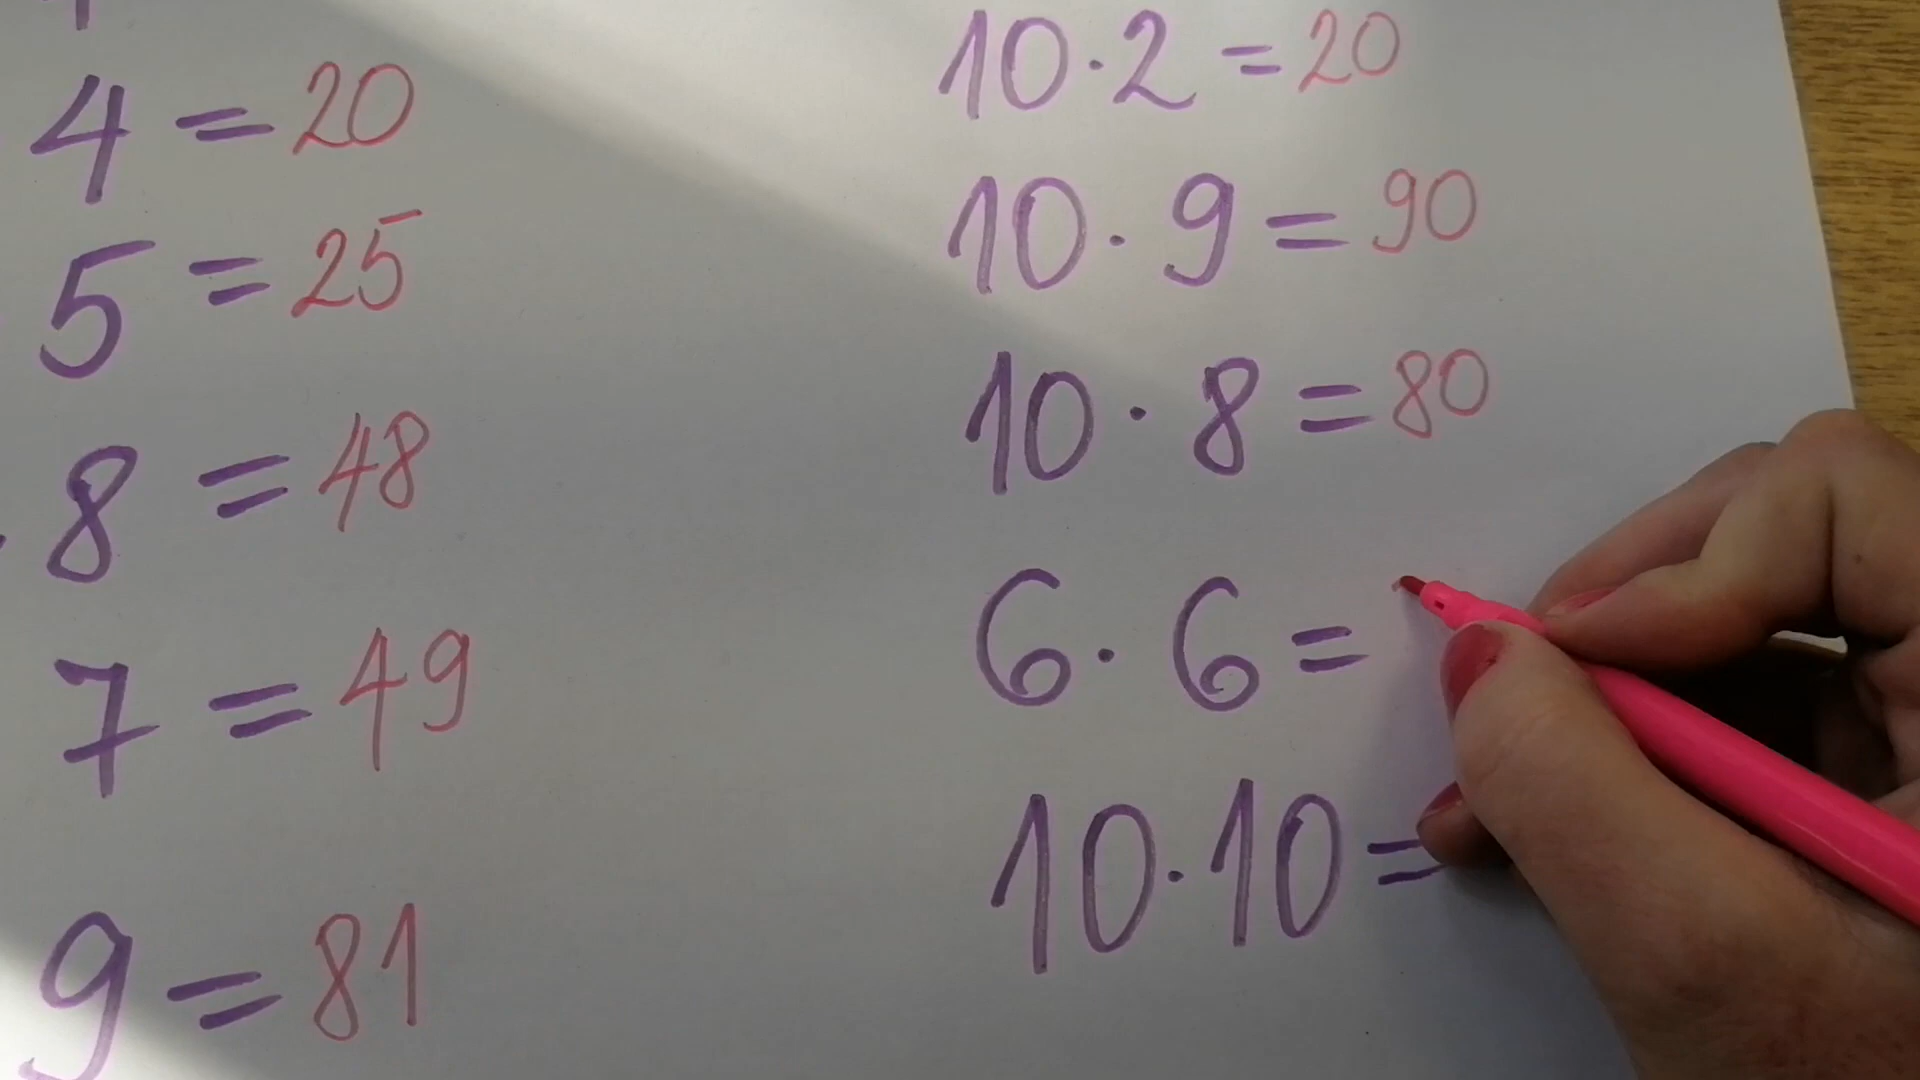 4 = 20
5 = 25
· 8 = 48
7 = 49
9 = 81
10 · 2 = 20
10 · 9 = 90
10 · 8 = 80
6 · 6 =
10 · 10 =